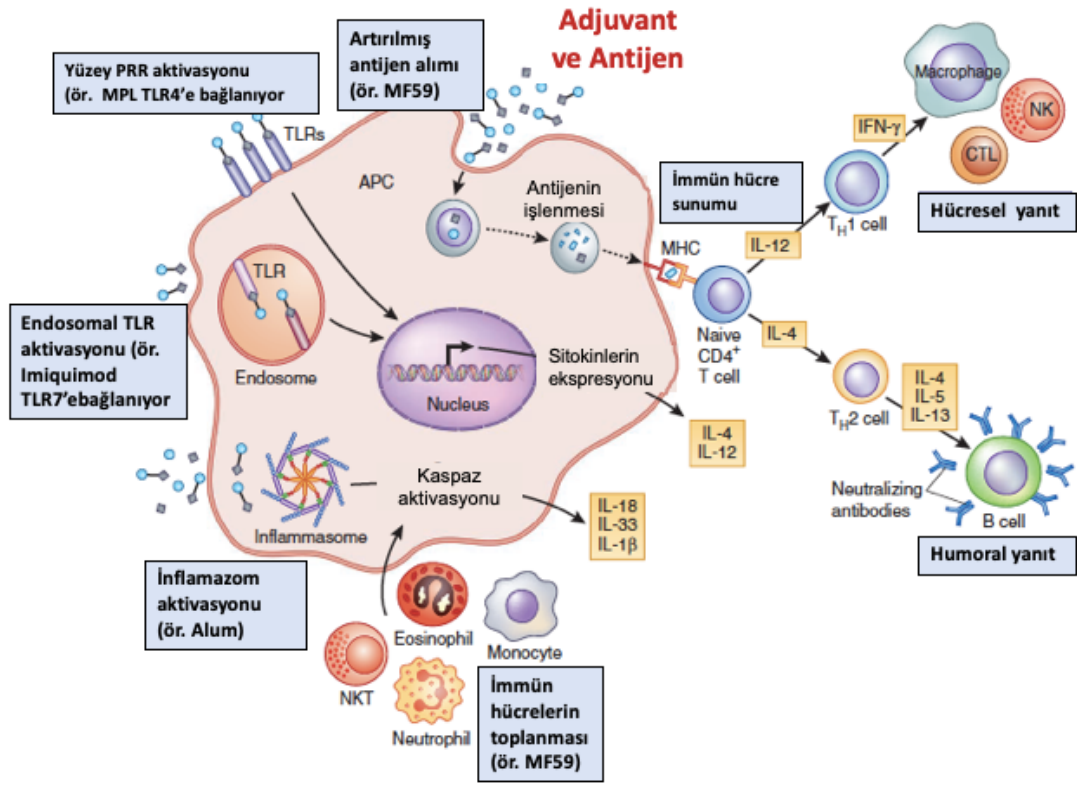 Adjuvant
ve Antijen
Artırılmış
antijen alımı
(ör. MF59)
Yüzey PRR aktivasyonu
(ör. MPL TLR4’e bağlanıyor
TLRs
APC
Antijenin
işlenmesi
İmmün hücre
sunumu
MHC
Naive
CD4⁺
T cell
IL-12
IL-4
IFN-γ
T_H1 cell
Macrophage
NK
CTL
Hücresel yanıt
T_H2 cell
IL-4
IL-5
IL-13
Neutralizing
antibodies
B cell
Humoral yanıt
TLR
Endosome
Endosomal TLR
aktivasyonu (ör.
Imiquimod
TLR7’ebağlanıyor
Nucleus
Sitokinlerin
ekspresyonu
IL-4
IL-12
Inflammasome
Kaspaz
aktivasyonu
IL-18
IL-33
IL-1β
İnflamazom
aktivasyonu
(ör. Alum)
Eosinophil
Monocyte
NKT
Neutrophil
İmmün
hücrelerin
toplanması
(ör. MF59)